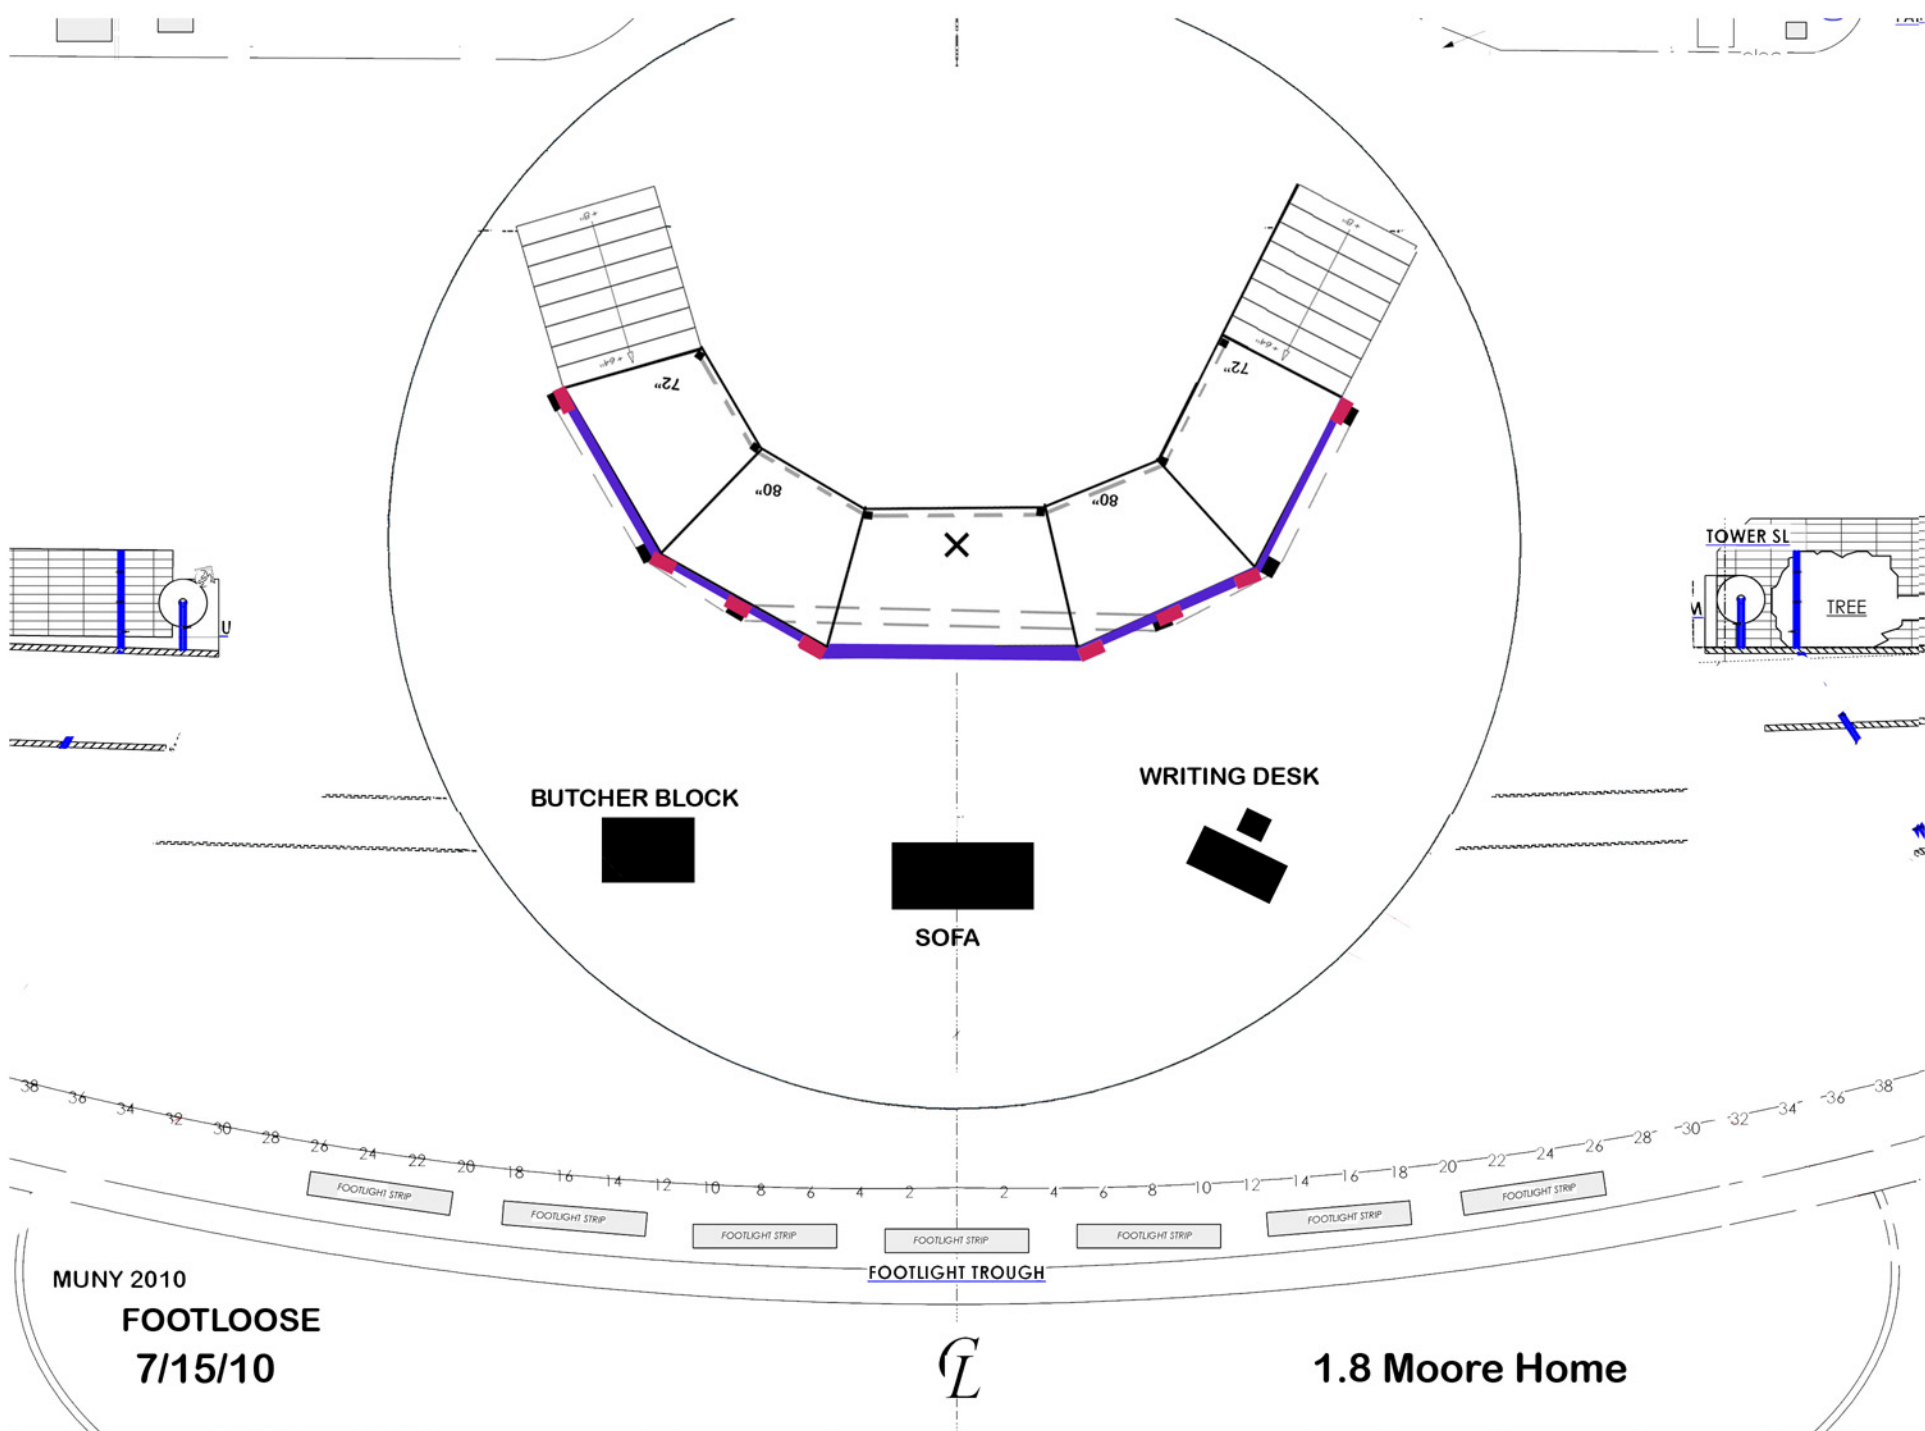 +8"
+8"
+64"
+64"
72"
72"
80"
80"
TOWER SL
TREE
U
M
BUTCHER BLOCK
WRITING DESK
SOFA
38 36 34 32 30 28 26 24 22 20 18 16 14 12 10 8 6 4 2 2 4 6 8 10 12 14 16 18 20 22 24 26 28 30 32 34 36 38
FOOTLIGHT STRIP
FOOTLIGHT STRIP
FOOTLIGHT STRIP
FOOTLIGHT STRIP
FOOTLIGHT STRIP
FOOTLIGHT STRIP
FOOTLIGHT STRIP
FOOTLIGHT TROUGH
MUNY 2010
FOOTLOOSE
7/15/10
CL
1.8 Moore Home